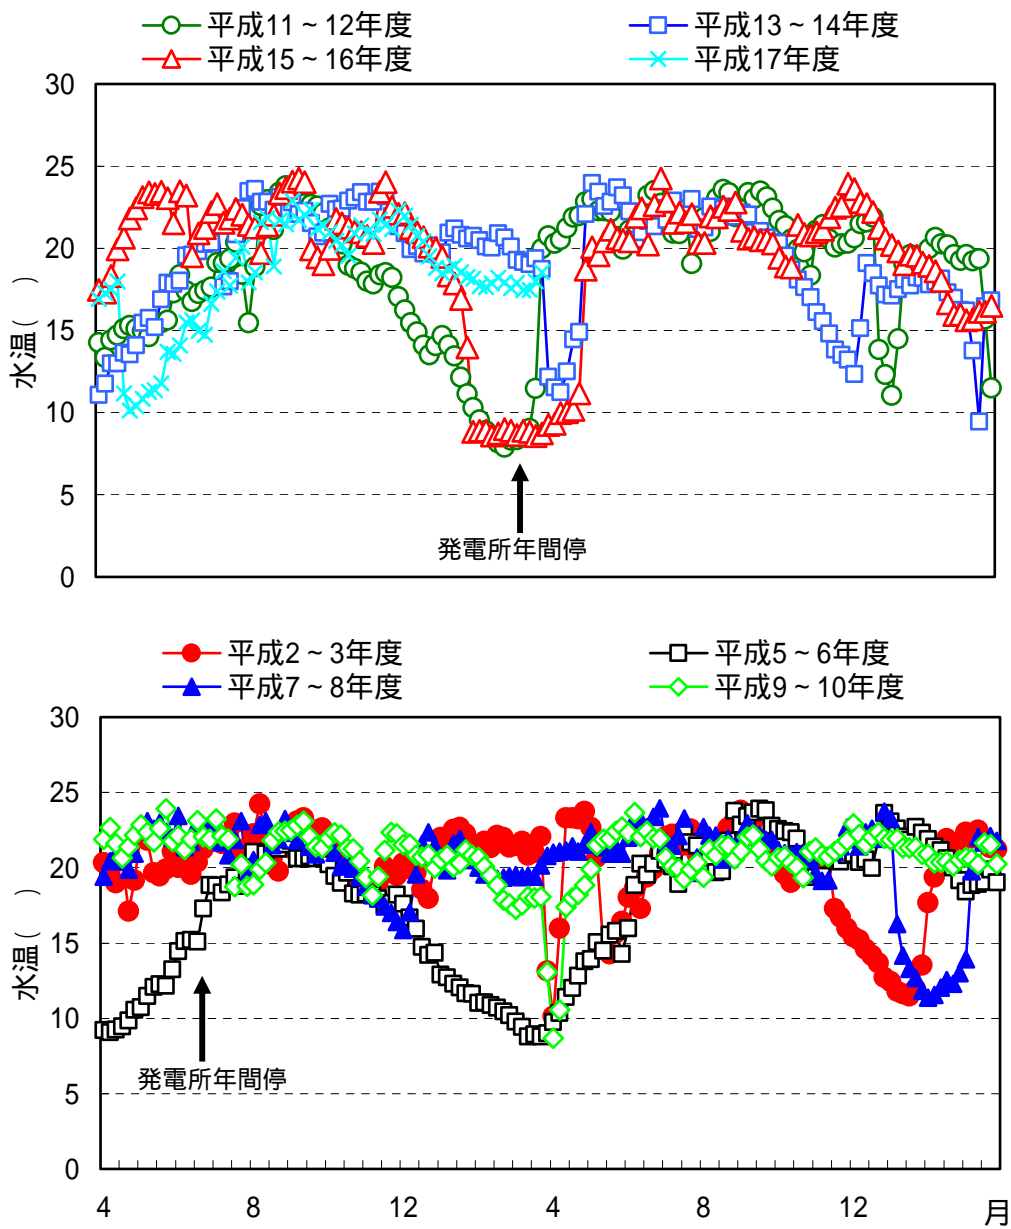 平成11～12年度
平成13～14年度
平成15～16年度
平成17年度
30
25
20
15
10
5
0
水温(　)
発電所年間停
平成2～3年度
平成5～6年度
平成7～8年度
平成9～10年度
30
25
20
15
10
5
0
水温(　)
発電所年間停
4 8 12 4 8 12 月